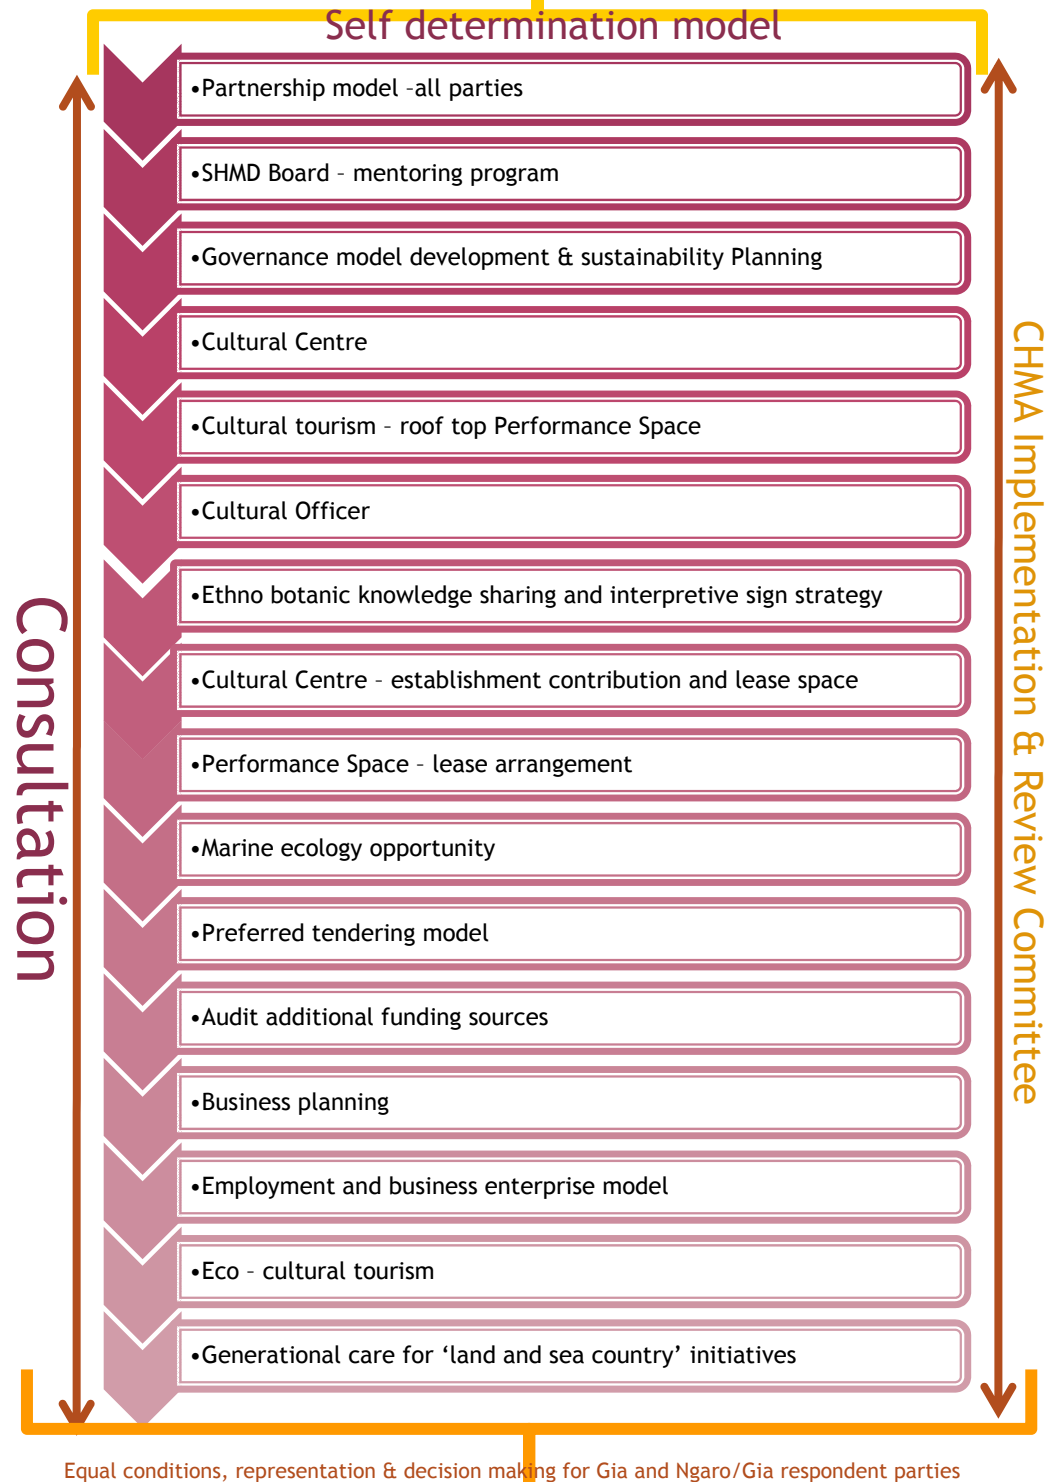 Self determination model
•Partnership model –all parties
•SHMD Board – mentoring program
•Governance model development & sustainability Planning
•Cultural Centre
•Cultural tourism – roof top Performance Space
•Cultural Officer
•Ethno botanic knowledge sharing and interpretive sign strategy
•Cultural Centre – establishment contribution and lease space
•Performance Space – lease arrangement
•Marine ecology opportunity
•Preferred tendering model
•Audit additional funding sources
•Business planning
•Employment and business enterprise model
•Eco – cultural tourism
•Generational care for ‘land and sea country’ initiatives
Consultation
CHMA Implementation & Review Committee
Equal conditions, representation & decision making for Gia and Ngaro/Gia respondent parties